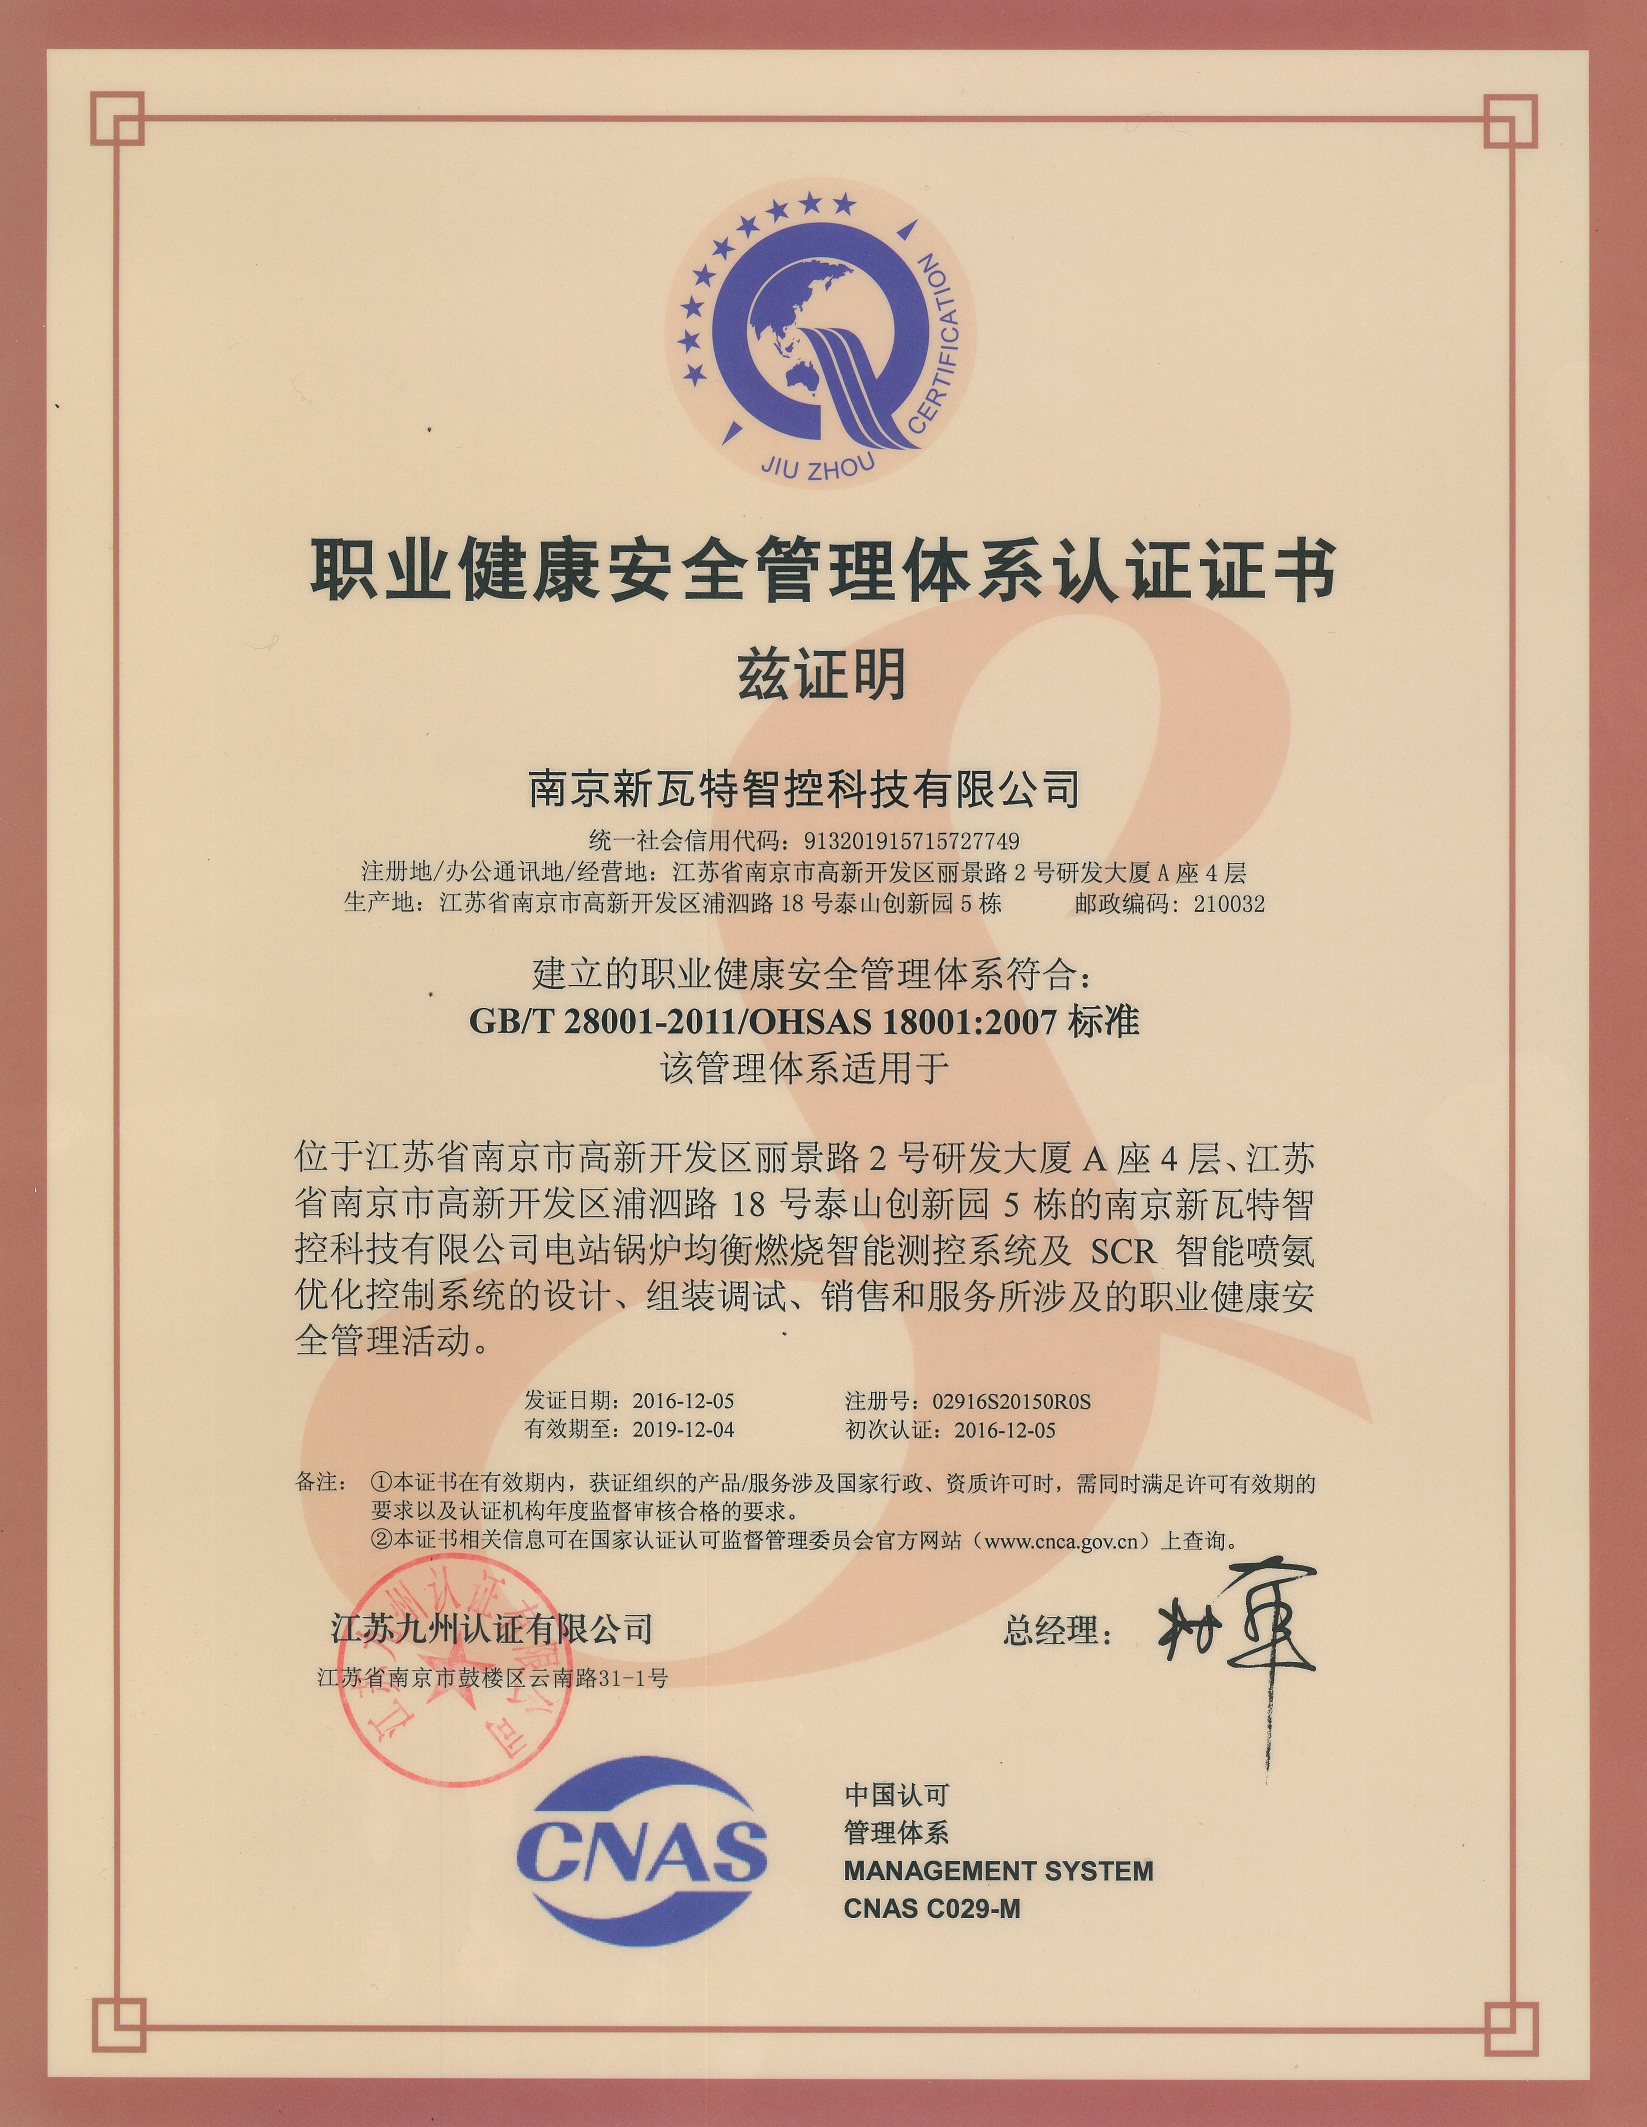 CERTIFICATION
JIU ZHOU
职业健康安全管理体系认证证书
兹证明
南京新瓦特智控科技有限公司
统一社会信用代码：913201915715727749
注册地/办公通讯地/经营地：江苏省南京市高新开发区丽景路 2 号研发大厦 A 座 4 层
生产地：江苏省南京市高新开发区浦泗路 18 号泰山创新园 5 栋 邮政编码：210032
建立的职业健康安全管理体系符合：
GB/T 28001-2011/OHSAS 18001:2007 标准
该管理体系适用于
位于江苏省南京市高新开发区丽景路 2 号研发大厦 A 座 4 层、江苏
省南京市高新开发区浦泗路 18 号泰山创新园 5 栋的南京新瓦特智
控科技有限公司电站锅炉均衡燃烧智能测控系统及 SCR 智能喷氨
优化控制系统的设计、组装调试、销售和服务所涉及的职业健康安
全管理活动。
发证日期：2016-12-05 注册号：02916S20150R0S
有效期至：2019-12-04 初次认证：2016-12-05
备注：①本证书在有效期内，获证组织的产品/服务涉及国家行政、资质许可时，需同时满足许可有效期的
要求以及认证机构年度监督审核合格的要求。
②本证书相关信息可在国家认证认可监督管理委员会官方网站（www.cnca.gov.cn）上查询。
江苏九州认证有限公司
江苏九州认证有限公司 总经理：
江苏省南京市鼓楼区云南路31-1号
CNAS
中国认可
管理体系
MANAGEMENT SYSTEM
CNAS C029-M